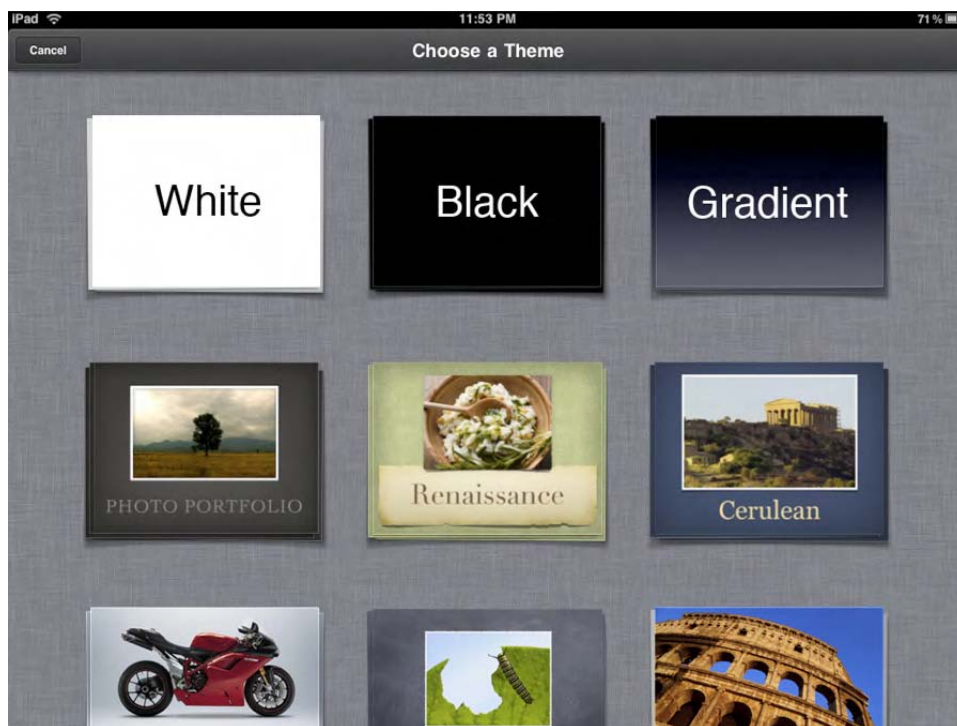 iPad 11:53 PM 71%
Cancel Choose a Theme
White Black Gradient
PHOTO PORTFOLIO Renaissance Cerulean